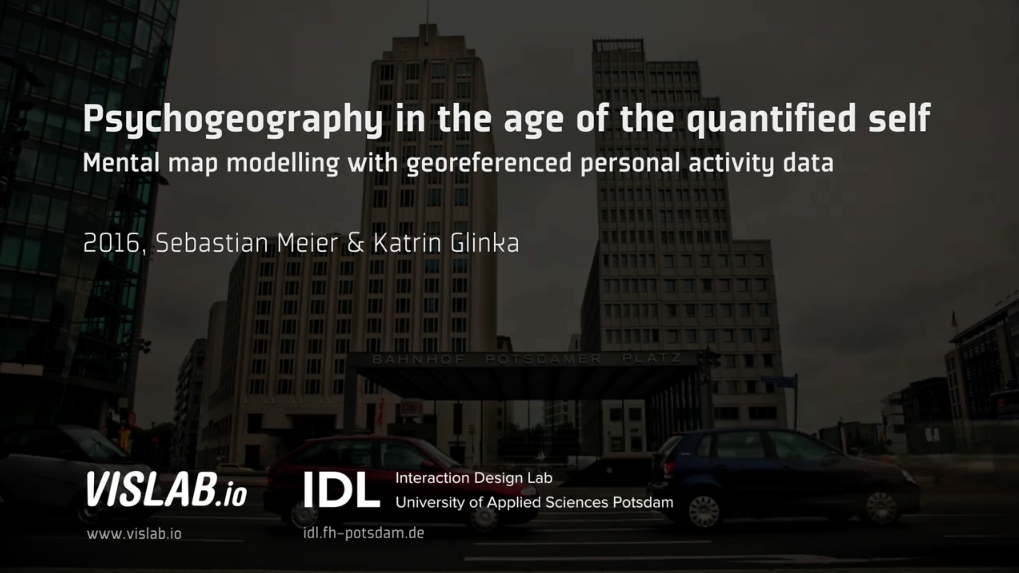 Psychogeography in the age of the quantified self
Mental map modelling with georeferenced personal activity data
2016, Sebastian Meier & Katrin Glinka
BAHNHOF POTSDAMER PLATZ
VISLAB.io
www.vislab.io
IDL
Interaction Design Lab
University of Applied Sciences Potsdam
idl.fh-potsdam.de